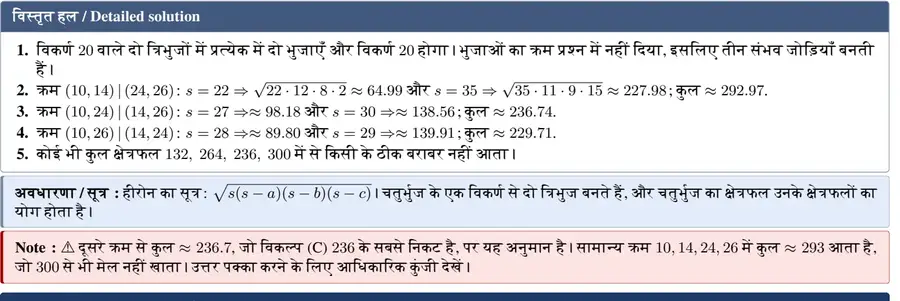 विस्तृत हल / Detailed solution
1. विकर्ण 20 वाले दो त्रिभुजों में प्रत्येक में दो भुजाएँ और विकर्ण 20 होगा। भुजाओं का क्रम प्रश्न में नहीं दिया, इसलिए तीन संभव जोड़ियाँ बनती
हैं।
2. क्रम (10, 14) | (24, 26): s = 22 ⇒ √(22 · 12 · 8 · 2) ≈ 64.99 और s = 35 ⇒ √(35 · 11 · 9 · 15) ≈ 227.98; कुल ≈ 292.97.
3. क्रम (10, 24) | (14, 26): s = 27 ⇒≈ 98.18 और s = 30 ⇒≈ 138.56; कुल ≈ 236.74.
4. क्रम (10, 26) | (14, 24): s = 28 ⇒≈ 89.80 और s = 29 ⇒≈ 139.91; कुल ≈ 229.71.
5. कोई भी कुल क्षेत्रफल 132, 264, 236, 300 में से किसी के ठीक बराबर नहीं आता।
अवधारणा / सूत्र : हीरोन का सूत्र: √(s(s − a)(s − b)(s − c))। चतुर्भुज के एक विकर्ण से दो त्रिभुज बनते हैं, और चतुर्भुज का क्षेत्रफल उनके क्षेत्रफलों का
योग होता है।
Note : ⚠ दूसरे क्रम से कुल ≈ 236.7, जो विकल्प (C) 236 के सबसे निकट है, पर यह अनुमान है। सामान्य क्रम 10, 14, 24, 26 में कुल ≈ 293 आता है,
जो 300 से भी मेल नहीं खाता। उत्तर पक्का करने के लिए आधिकारिक कुंजी देखें।